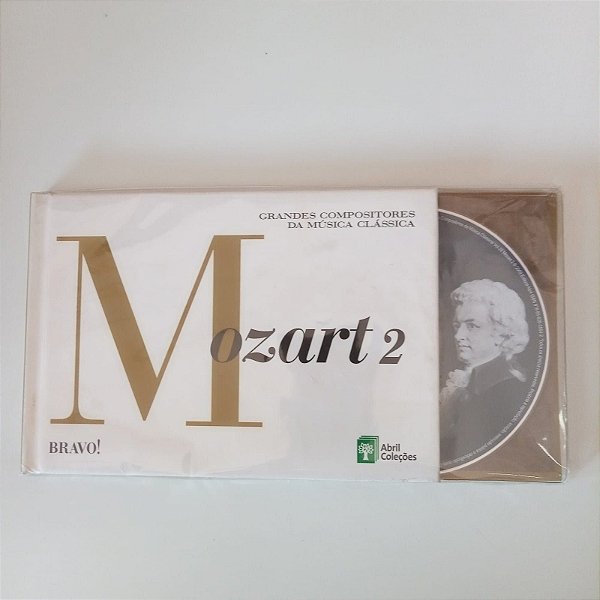 GRANDES COMPOSITORES
DA MÚSICA CLÁSSICA
Mozart 2
BRAVO!
Abril
Coleções